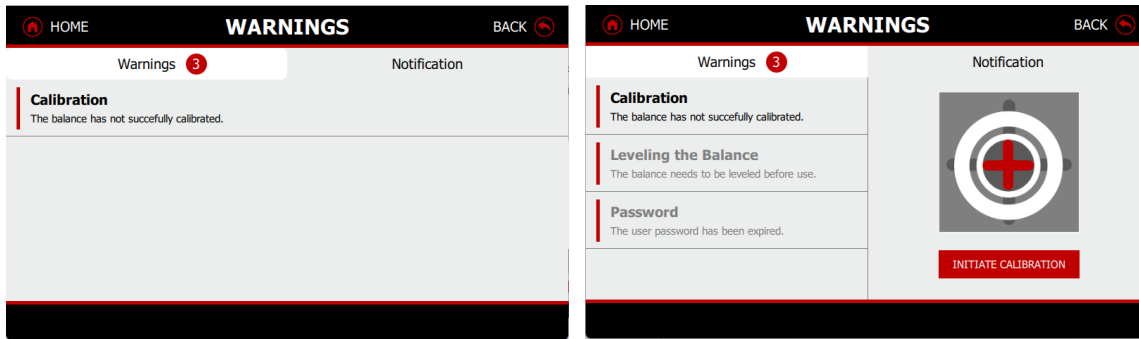 HOME WARNINGS BACK
Warnings 3 Notification
Calibration
The balance has not succefully calibrated.
HOME WARNINGS BACK
Warnings 3 Notification
Calibration
The balance has not succefully calibrated.
Leveling the Balance
The balance needs to be leveled before use.
Password
The user password has been expired.
INITIATE CALIBRATION